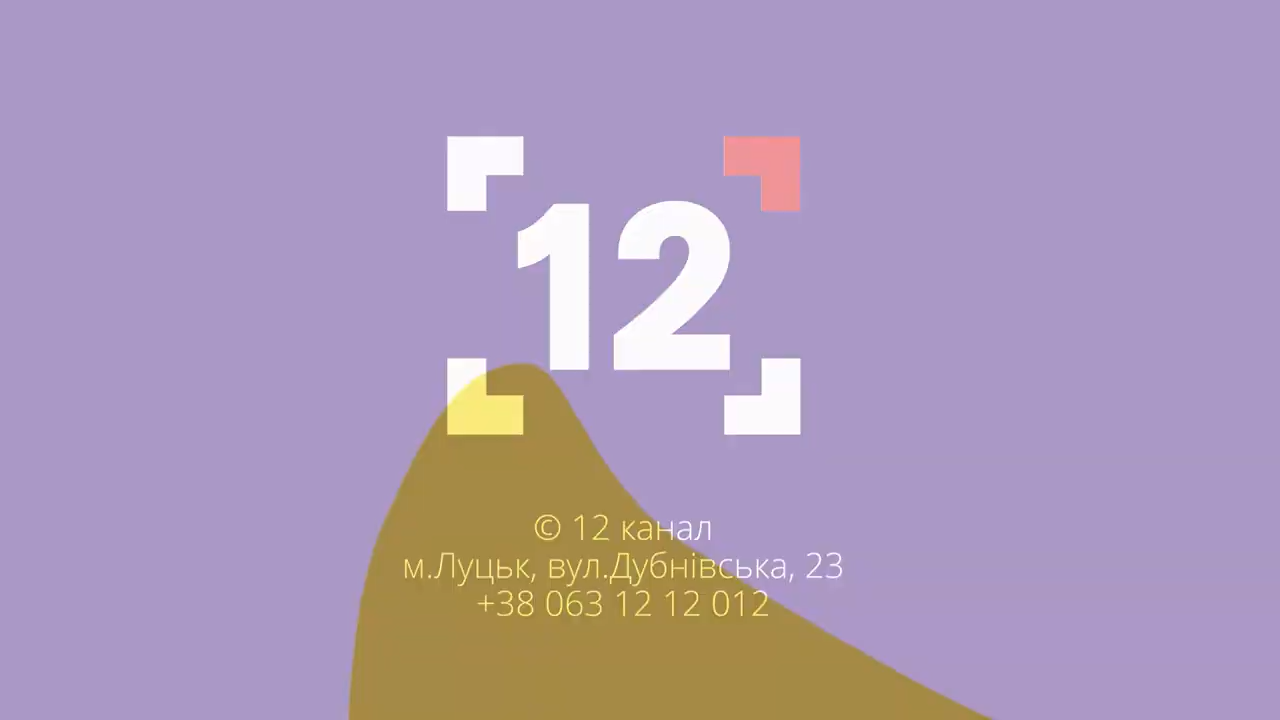 12
© 12 канал
м.Луцьк, вул.Дубнівська, 23
+38 063 12 12 012